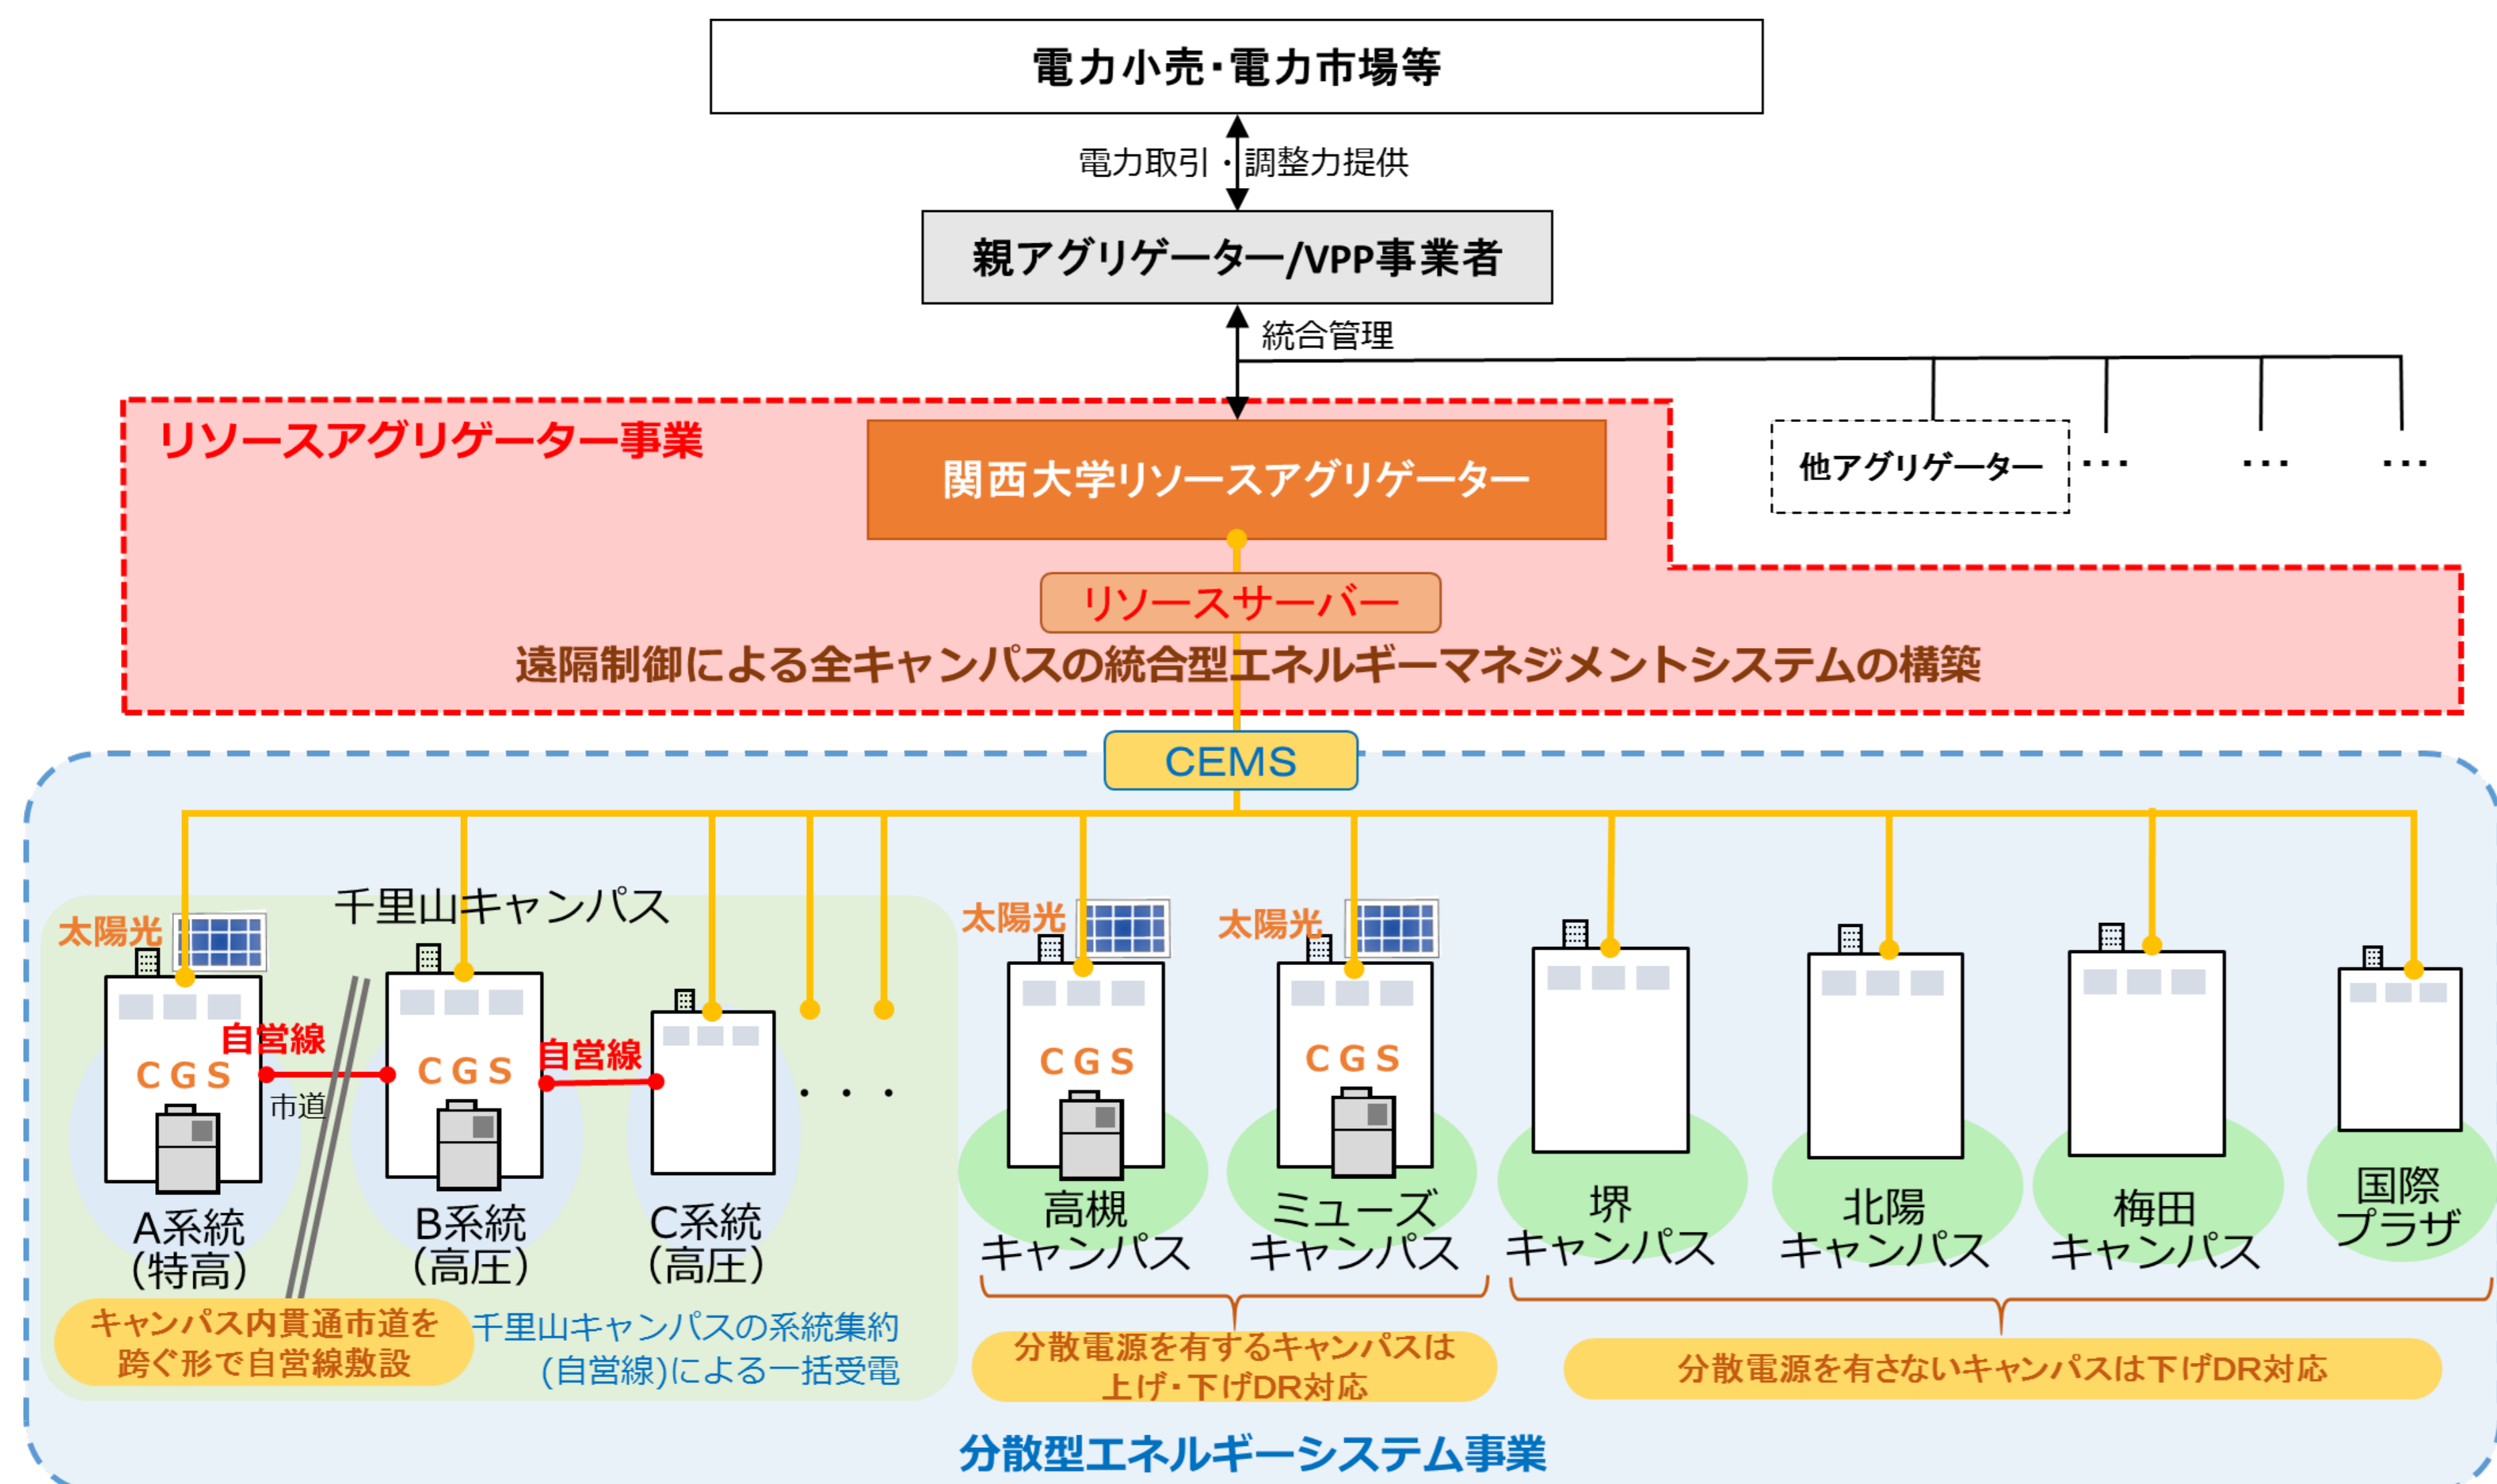 電力小売・電力市場等
電力取引・調整力提供
親アグリゲーター/VPP事業者
統合管理
リソースアグリゲーター事業
関西大学リソースアグリゲーター
他アグリゲーター
･･･
･･･
･･･
リソースサーバー
遠隔制御による全キャンパスの統合型エネルギーマネジメントシステムの構築
CEMS
千里山キャンパス
太陽光
太陽光
太陽光
自営線
自営線
CGS
CGS
CGS
CGS
市道
・・・
A系統
(特高)
B系統
(高圧)
C系統
(高圧)
高槻
キャンパス
ミューズ
キャンパス
堺
キャンパス
北陽
キャンパス
梅田
キャンパス
国際
プラザ
キャンパス内貫通市道を
跨ぐ形で自営線敷設
千里山キャンパスの系統集約
(自営線)による一括受電
分散電源を有するキャンパスは
上げ・下げDR対応
分散電源を有さないキャンパスは下げDR対応
分散型エネルギーシステム事業